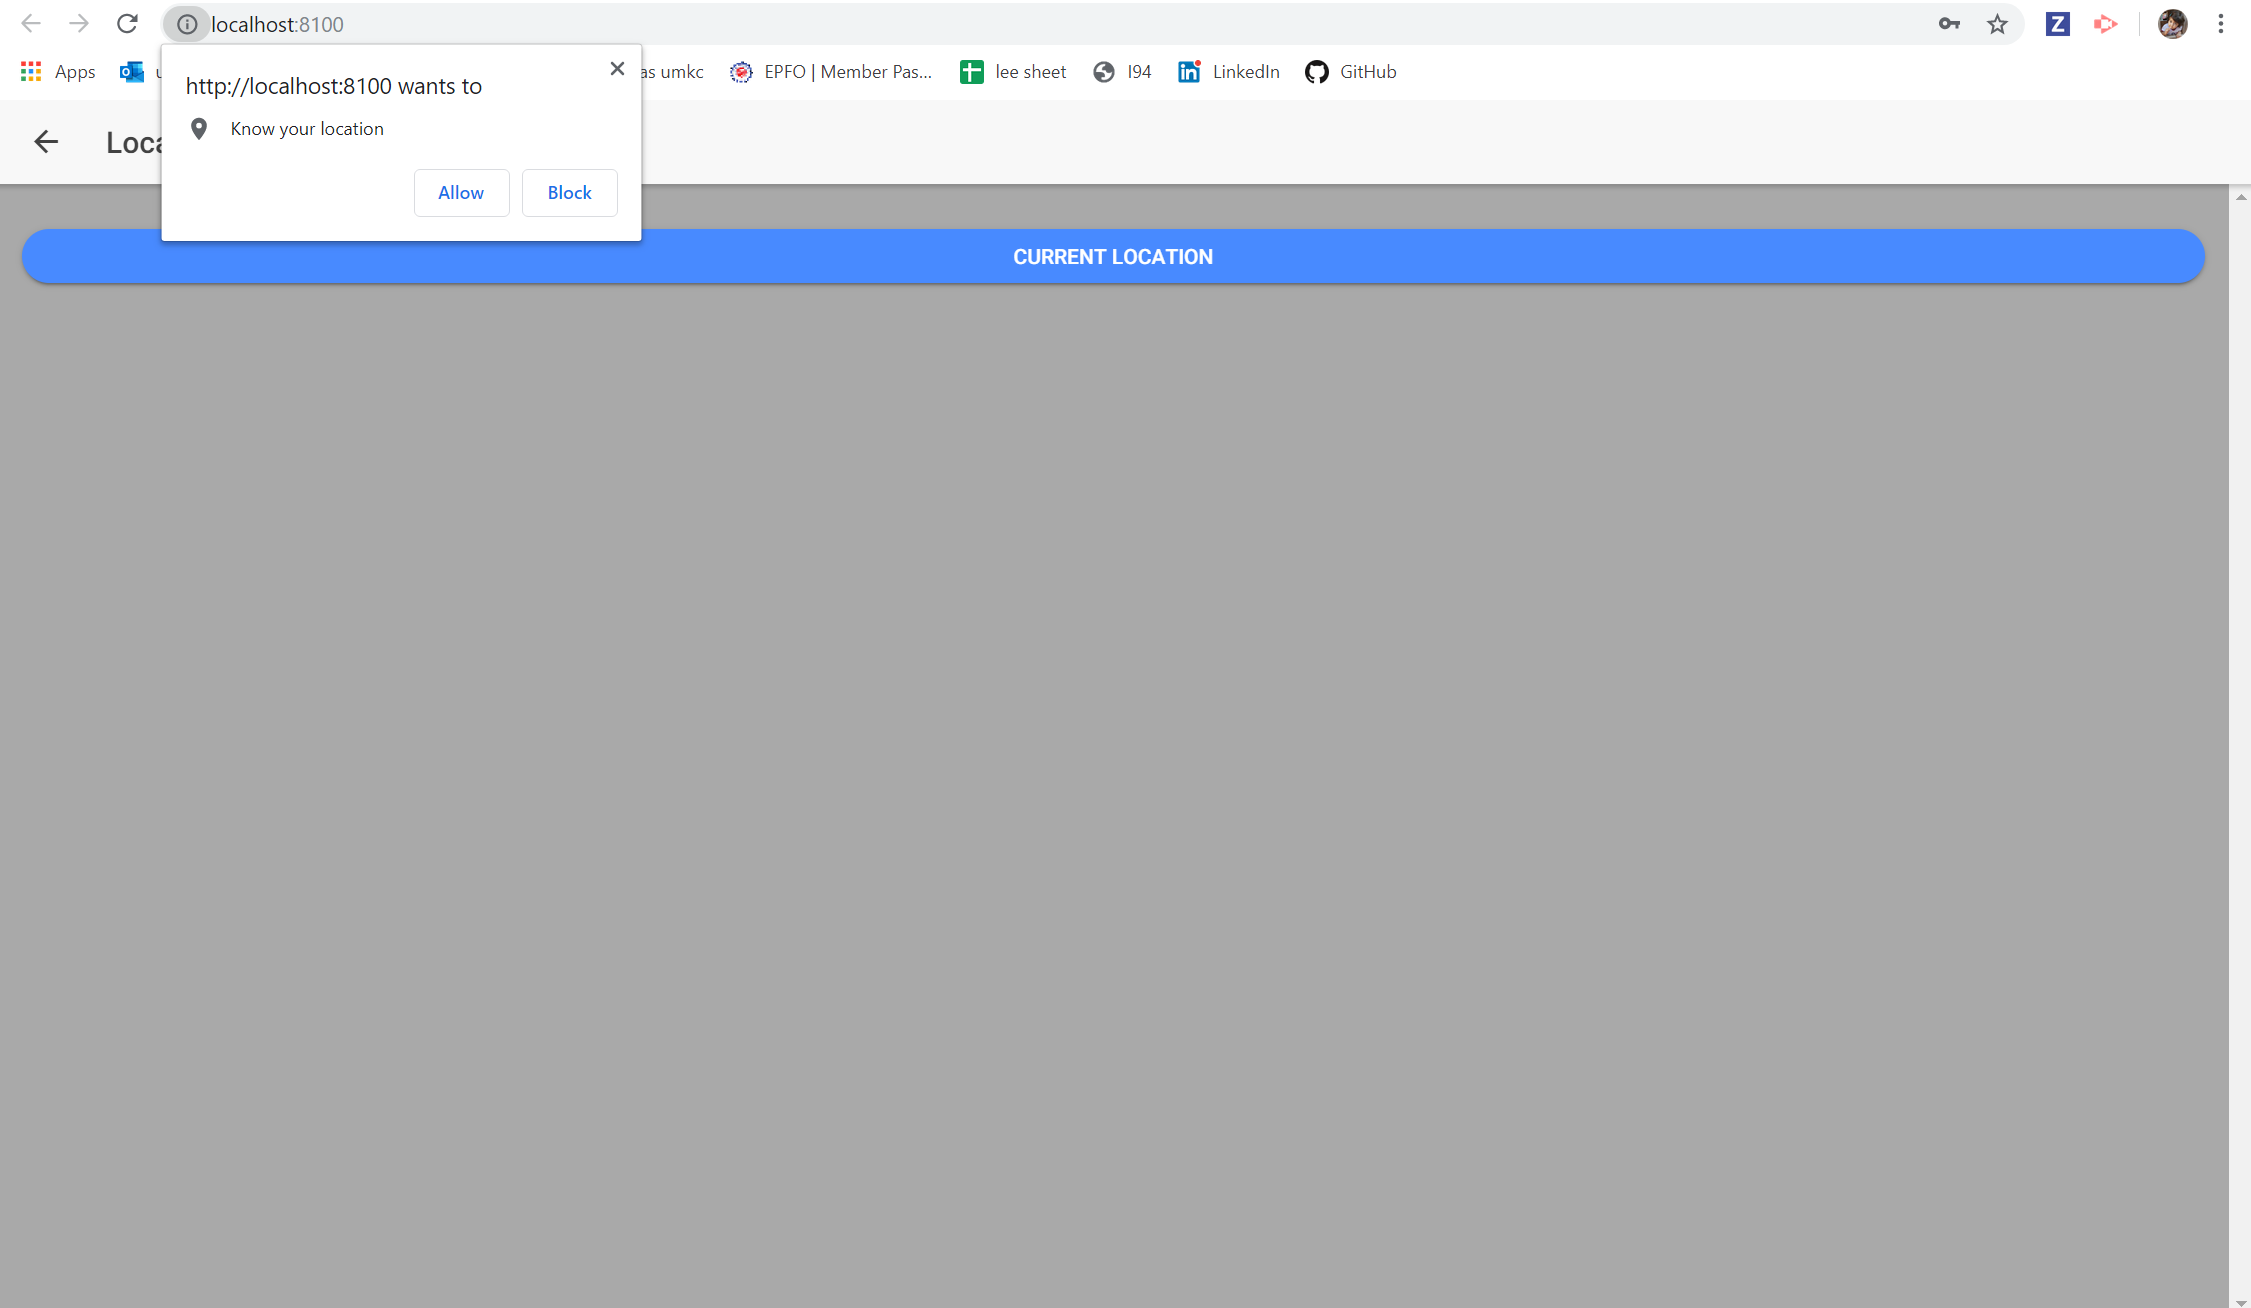 localhost:8100
Apps
as umkc
EPFO | Member Pas...
lee sheet
I94
LinkedIn
GitHub
http://localhost:8100 wants to
Know your location
Allow
Block
CURRENT LOCATION